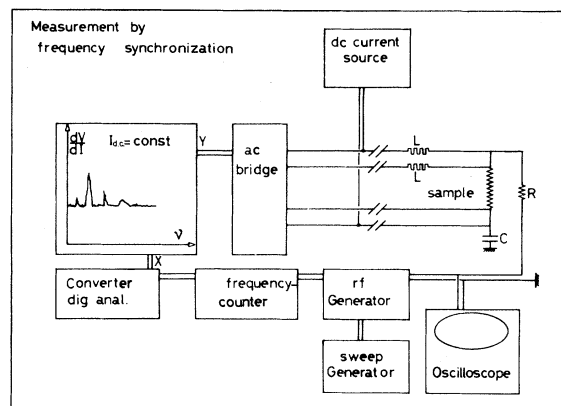 Measurement by
frequency synchronization
dc current
source
dV
dI
I d.c.= const
Y
ac
bridge
L
L
sample
R
C
ν
X
Converter
dig anal.
frequency
counter
rf
Generator
sweep
Generator
Oscilloscope